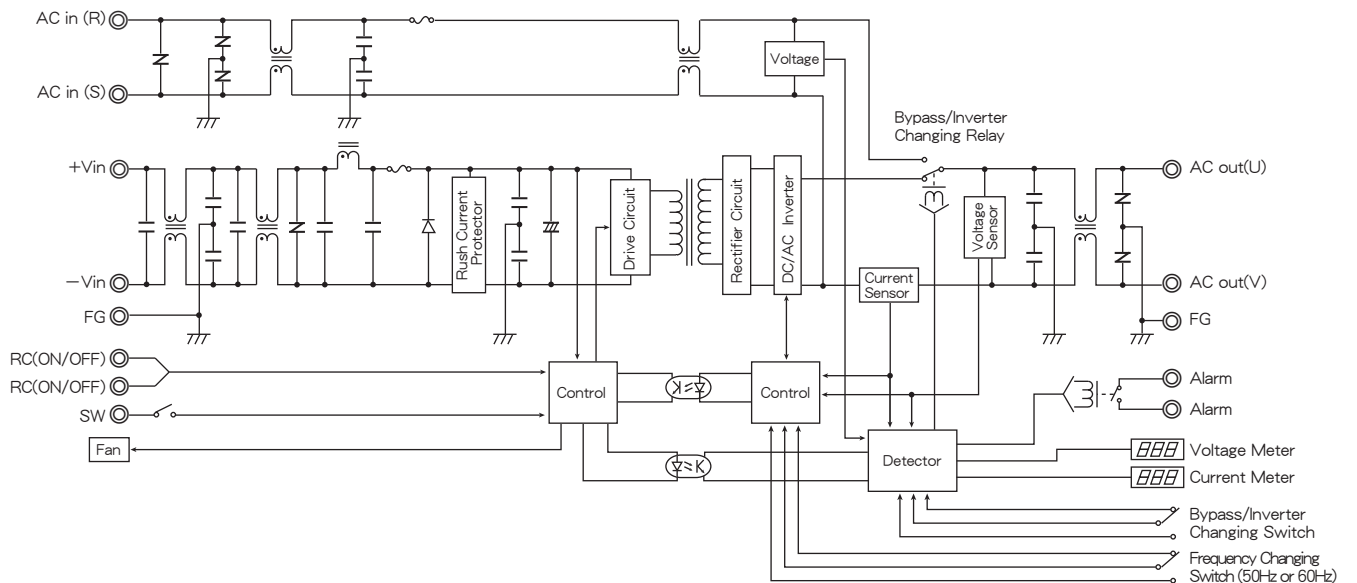 AC in (R)
AC in (S)
Voltage
Bypass/Inverter
Changing Relay
+Vin
−Vin
FG
Rush Current
Protector
Drive Circuit
Rectifier Circuit
DC/AC Inverter
Current
Sensor
Voltage
Sensor
AC out(U)
AC out(V)
FG
RC(ON/OFF)
RC(ON/OFF)
SW
Fan
Control
Control
Detector
Alarm
Alarm
888
Voltage Meter
888
Current Meter
Bypass/Inverter
Changing Switch
Frequency Changing
Switch (50Hz or 60Hz)